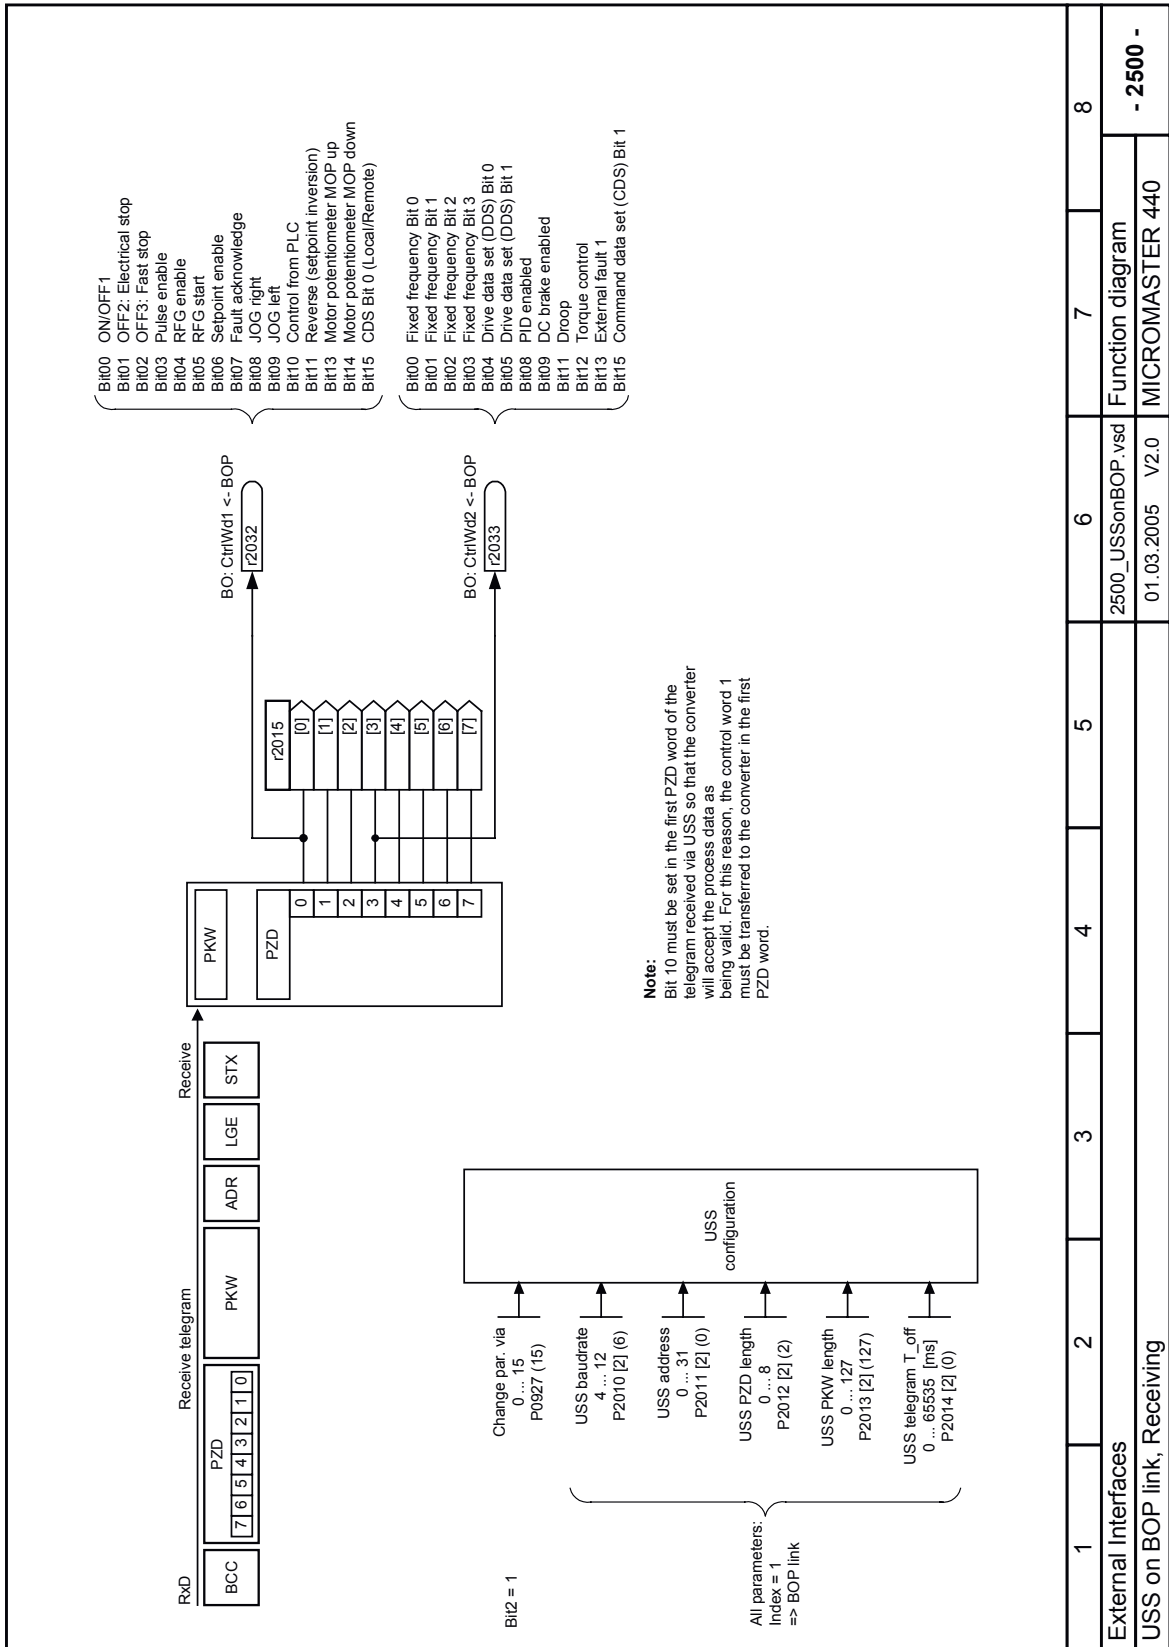 RxD
Receive telegram
Receive
BCC
PZD
7 6 5 4 3 2 1 0
PKW
ADR
LGE
STX
PKW
PZD
0
1
2
3
4
5
6
7
r2015
[0]
[1]
[2]
[3]
[4]
[5]
[6]
[7]
BO: CtrlWd1 <- BOP
r2032
BO: CtrlWd2 <- BOP
r2033
Bit00 ON/OFF1
Bit01 OFF2: Electrical stop
Bit02 OFF3: Fast stop
Bit03 Pulse enable
Bit04 RFG enable
Bit05 RFG start
Bit06 Setpoint enable
Bit07 Fault acknowledge
Bit08 JOG right
Bit09 JOG left
Bit10 Control from PLC
Bit11 Reverse (setpoint inversion)
Bit13 Motor potentiometer MOP up
Bit14 Motor potentiometer MOP down
Bit15 CDS Bit 0 (Local/Remote)
Bit00 Fixed frequency Bit 0
Bit01 Fixed frequency Bit 1
Bit02 Fixed frequency Bit 2
Bit03 Fixed frequency Bit 3
Bit04 Drive data set (DDS) Bit 0
Bit05 Drive data set (DDS) Bit 1
Bit08 PID enabled
Bit09 DC brake enabled
Bit11 Droop
Bit12 Torque control
Bit13 External fault 1
Bit15 Command data set (CDS) Bit 1
Bit2 = 1
Change par. via
0 ... 15
P0927 (15)
USS baudrate
4 ... 12
P2010 [2] (6)
USS address
0 ... 31
P2011 [2] (0)
USS PZD length
0 ... 8
P2012 [2] (2)
USS PKW length
0 ... 127
P2013 [2] (127)
USS telegram T_off
0 ... 65535 [ms]
P2014 [2] (0)
All parameters:
Index = 1
=> BOP link
USS
configuration
Note:
Bit 10 must be set in the first PZD word of the
telegram received via USS so that the converter
will accept the process data as
being valid. For this reason, the control word 1
must be transferred to the converter in the first
PZD word.
1 2 3 4 5 6 7 8
External Interfaces
2500_USSonBOP.vsd
Function diagram
- 2500 -
USS on BOP link, Receiving
01.03.2005 V2.0
MICROMASTER 440